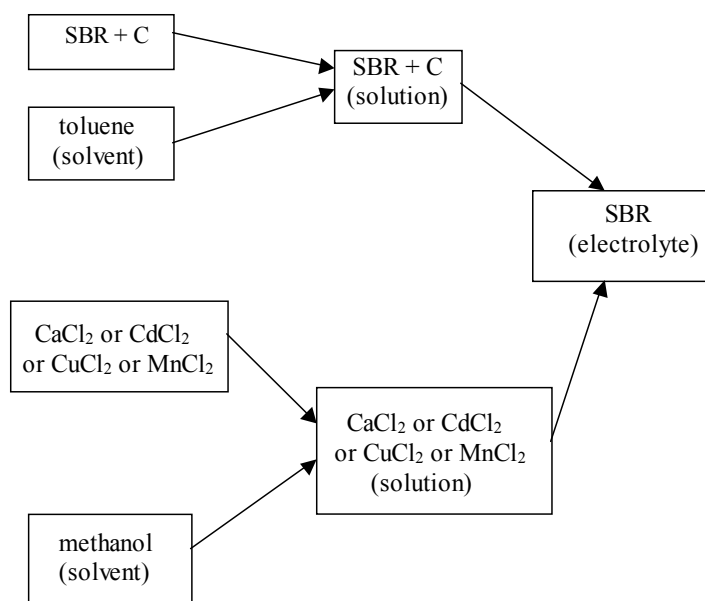 SBR + C
toluene
(solvent)
SBR + C
(solution)
SBR
(electrolyte)
CaCl₂ or CdCl₂
or CuCl₂ or MnCl₂
CaCl₂ or CdCl₂
or CuCl₂ or MnCl₂
(solution)
methanol
(solvent)